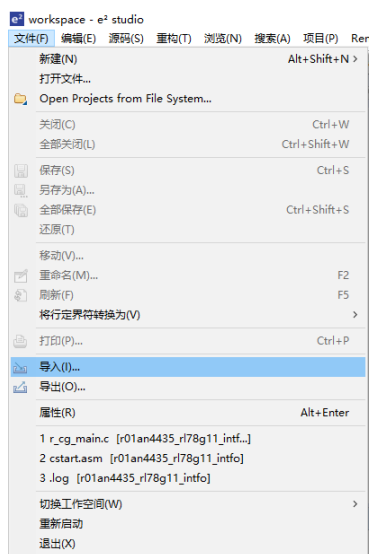 e² workspace - e² studio
文件(F) 编辑(E) 源码(S) 重构(T) 浏览(N) 搜索(A) 项目(P) Ren
新建(N) Alt+Shift+N >
打开文件...
Open Projects from File System...
关闭(C) Ctrl+W
全部关闭(L) Ctrl+Shift+W
保存(S) Ctrl+S
另存为(A)...
全部保存(E) Ctrl+Shift+S
还原(T)
移动(V)...
重命名(M)... F2
刷新(F) F5
将行定界符转换为(V) >
打印(P)... Ctrl+P
导入(I)...
导出(O)...
属性(R) Alt+Enter
1 r_cg_main.c [r01an4435_rl78g11_intf...]
2 cstart.asm [r01an4435_rl78g11_intfo]
3 .log [r01an4435_rl78g11_intfo]
切换工作空间(W) >
重新启动
退出(X)